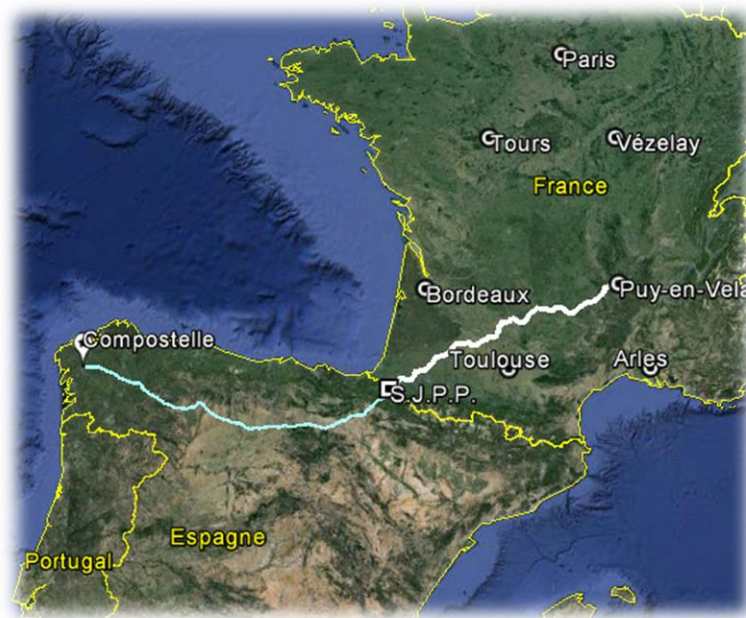 Paris
Tours
Vézelay
France
Bordeaux
Puy-en-Vela
Compostelle
Toulouse
Arles
S.J.P.P.
Espagne
Portugal